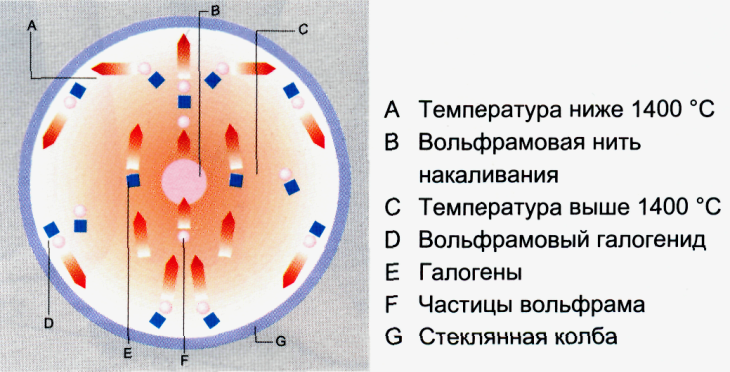 B
A
C
D
E
F
G
A Температура ниже 1400 °C
B Вольфрамовая нить
накаливания
C Температура выше 1400 °C
D Вольфрамовый галогенид
E Галогены
F Частицы вольфрама
G Стеклянная колба